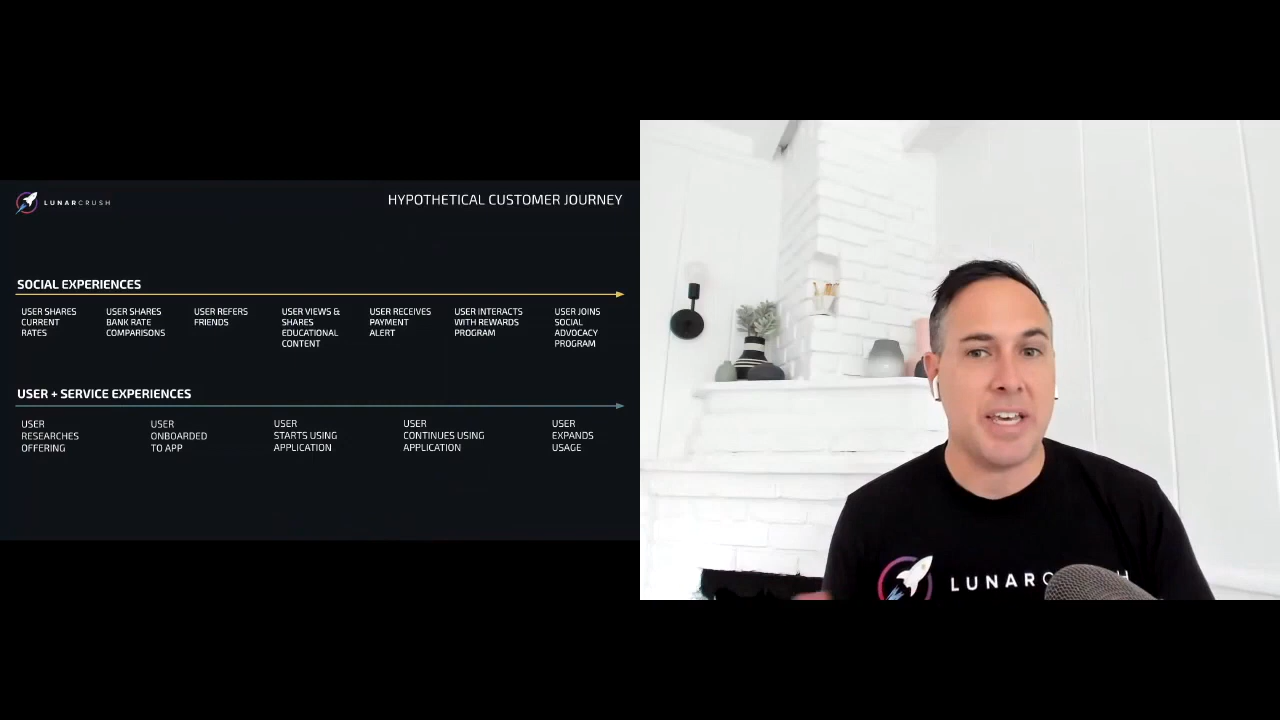 LUNARCRUSH
HYPOTHETICAL CUSTOMER JOURNEY
SOCIAL EXPERIENCES
USER SHARES
CURRENT
RATES
USER SHARES
BANK RATE
COMPARISONS
USER REFERS
FRIENDS
USER VIEWS &
SHARES
EDUCATIONAL
CONTENT
USER RECEIVES
PAYMENT
ALERT
USER INTERACTS
WITH REWARDS
PROGRAM
USER JOINS
SOCIAL
ADVOCACY
PROGRAM
USER + SERVICE EXPERIENCES
USER
RESEARCHES
OFFERING
USER
ONBOARDED
TO APP
USER
STARTS USING
APPLICATION
USER
CONTINUES USING
APPLICATION
USER
EXPANDS
USAGE
LUNARC